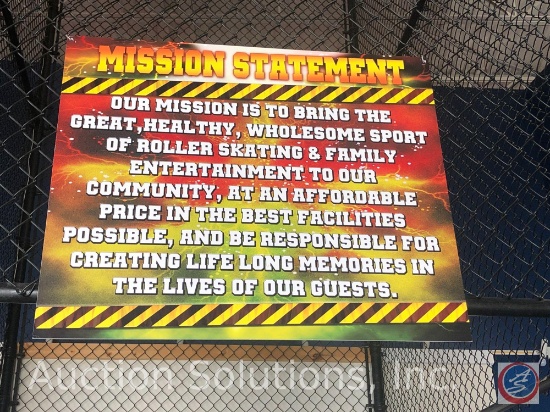 MISSION STATEMENT
OUR MISSION IS TO BRING THE
GREAT,HEALTHY, WHOLESOME SPORT
OF ROLLER SKATING & FAMILY
ENTERTAINMENT TO OUR
COMMUNITY, AT AN AFFORDABLE
PRICE IN THE BEST FACILITIES
POSSIBLE, AND BE RESPONSIBLE FOR
CREATING LIFE LONG MEMORIES IN
THE LIVES OF OUR GUESTS.
Auction Solutions, Inc.
AS